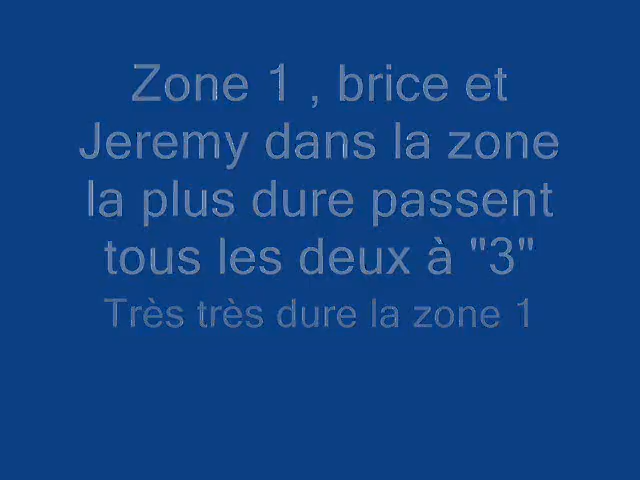 Zone 1 , brice et
Jeremy dans la zone
la plus dure passent
tous les deux à "3"
Très très dure la zone 1